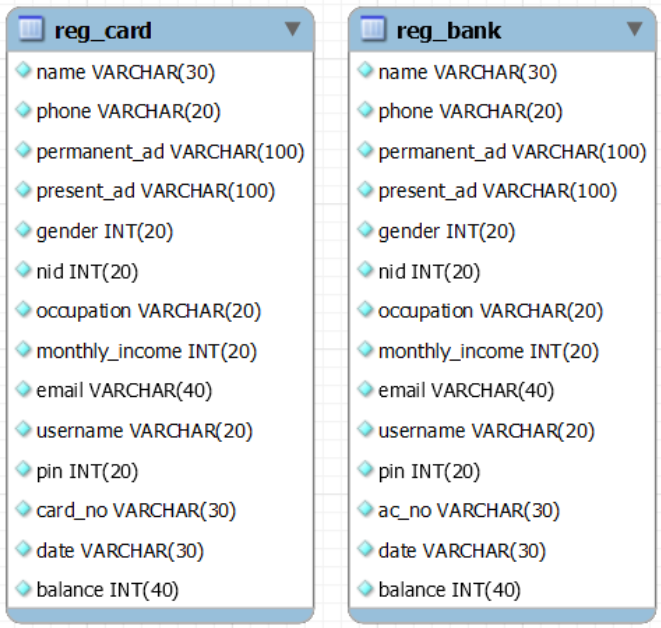 reg_card
name VARCHAR(30)
phone VARCHAR(20)
permanent_ad VARCHAR(100)
present_ad VARCHAR(100)
gender INT(20)
nid INT(20)
occupation VARCHAR(20)
monthly_income INT(20)
email VARCHAR(40)
username VARCHAR(20)
pin INT(20)
card_no VARCHAR(30)
date VARCHAR(30)
balance INT(40)
reg_bank
name VARCHAR(30)
phone VARCHAR(20)
permanent_ad VARCHAR(100)
present_ad VARCHAR(100)
gender INT(20)
nid INT(20)
occupation VARCHAR(20)
monthly_income INT(20)
email VARCHAR(40)
username VARCHAR(20)
pin INT(20)
ac_no VARCHAR(30)
date VARCHAR(30)
balance INT(40)